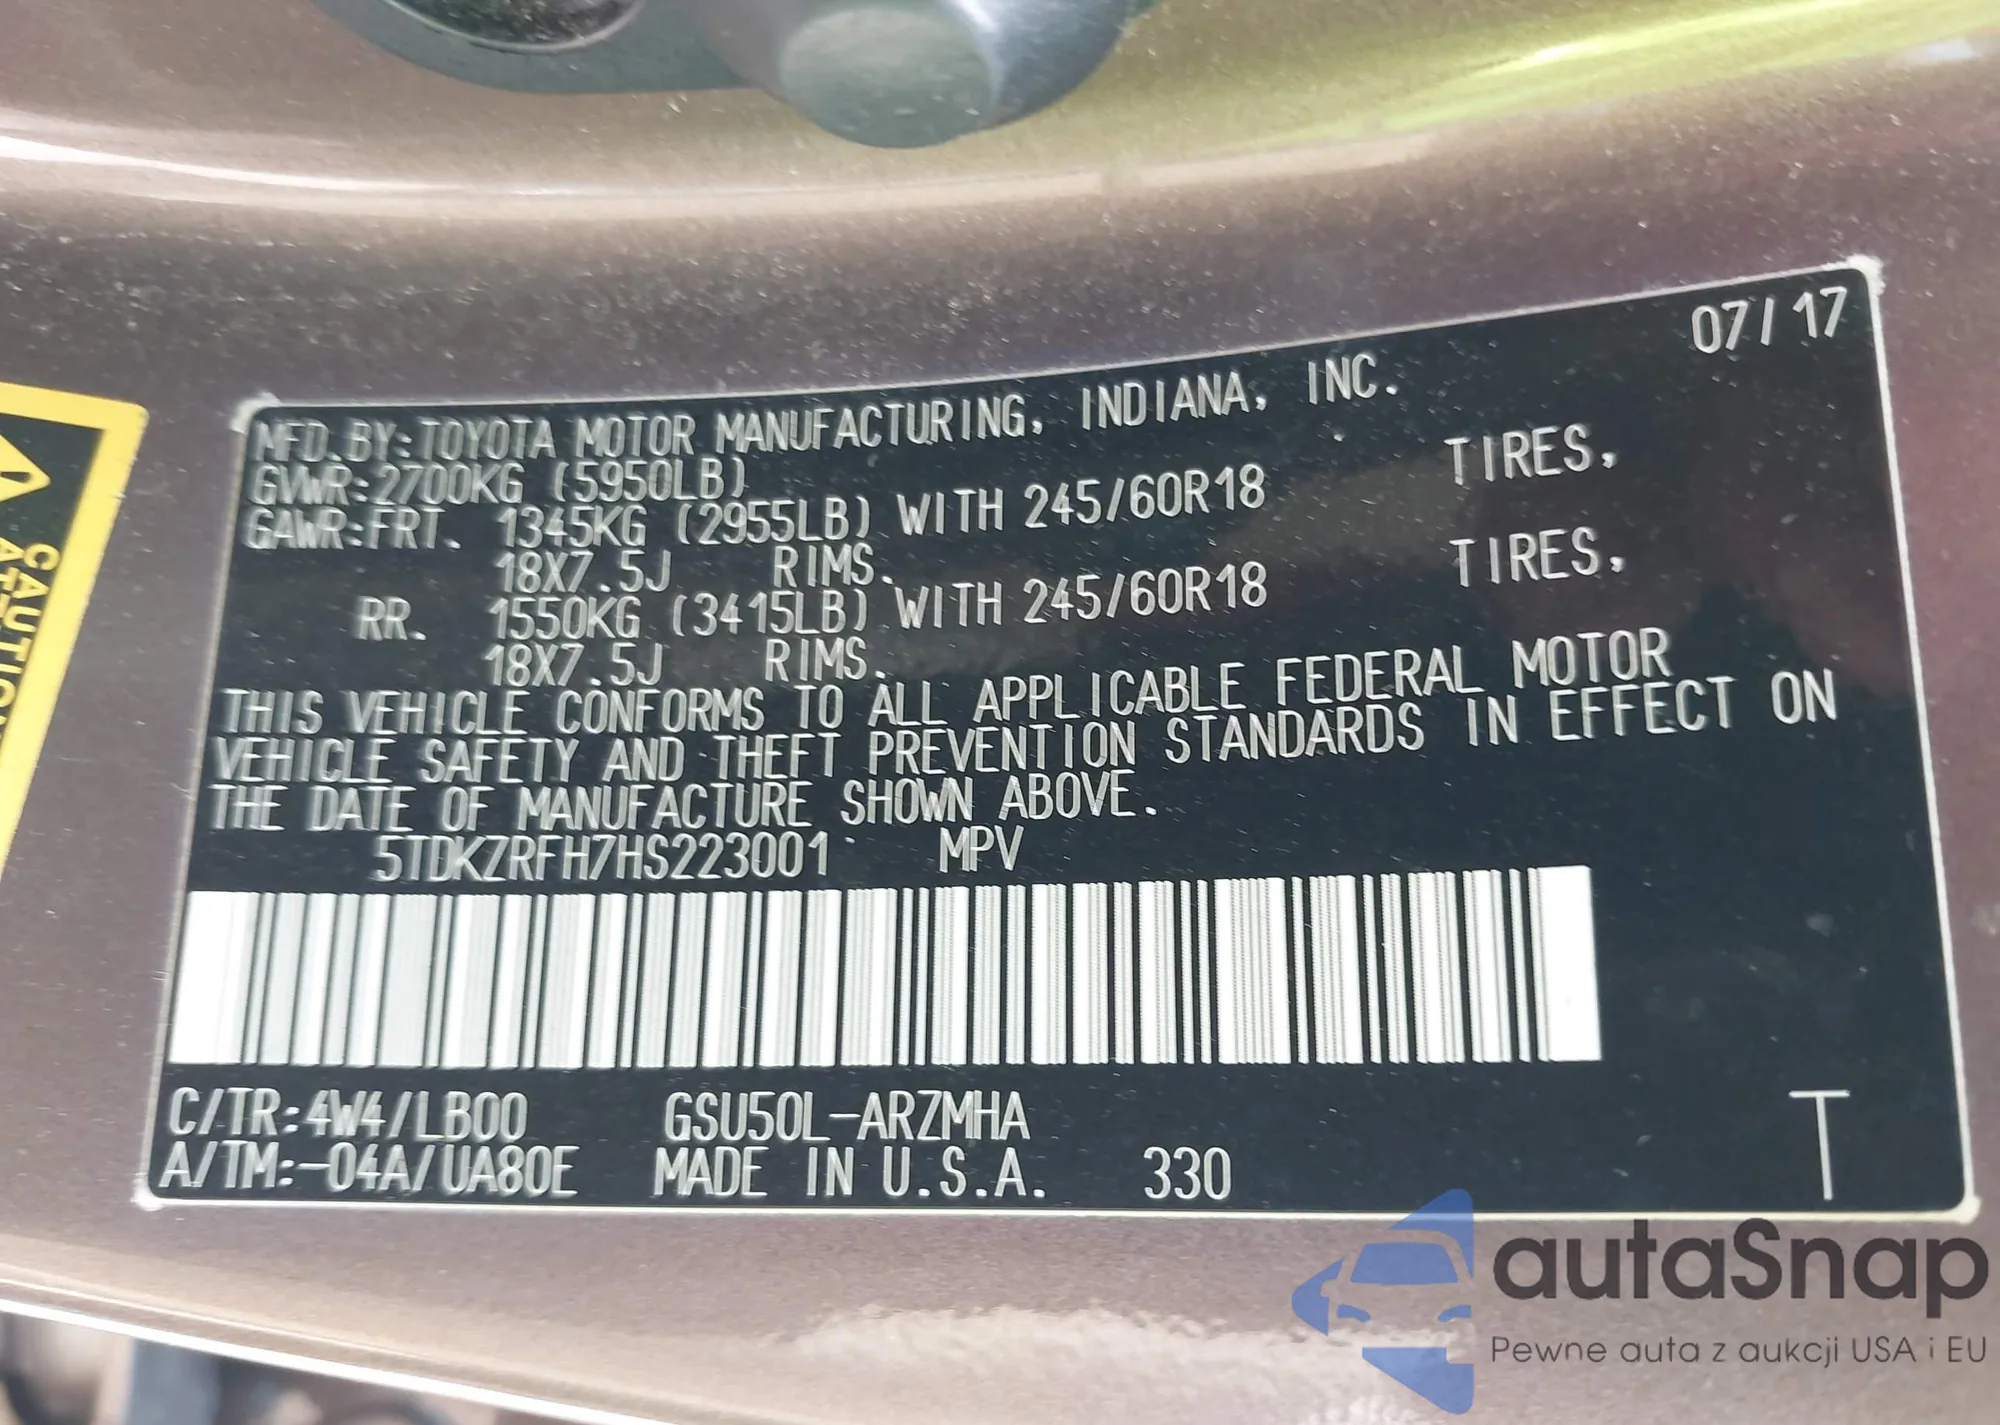 07/17
MFD.BY:TOYOTA MOTOR MANUFACTURING, INDIANA, INC.
GVWR:2700KG (5950LB)
GAWR:FRT. 1345KG (2955LB) WITH 245/60R18 TIRES,
18X7.5J RIMS.
RR. 1550KG (3415LB) WITH 245/60R18 TIRES,
18X7.5J RIMS.
THIS VEHICLE CONFORMS TO ALL APPLICABLE FEDERAL MOTOR
VEHICLE SAFETY AND THEFT PREVENTION STANDARDS IN EFFECT ON
THE DATE OF MANUFACTURE SHOWN ABOVE.
5TDKZRFH7HS223001 MPV
C/TR:4W4/LB00 GSU50L-ARZMHA
A/TM:-04A/UA80E MADE IN U.S.A. 330 T
CAUTION
autaSnap
Pewne auta z aukcji USA i EU